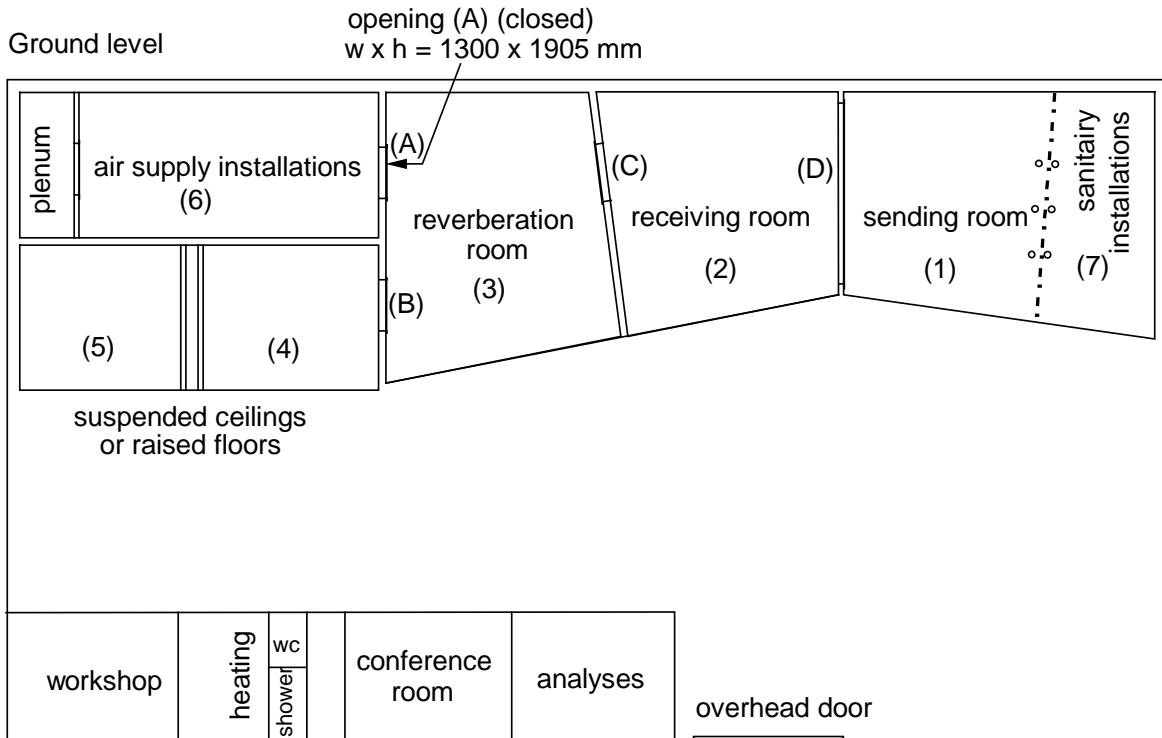 opening (A) (closed)
Ground level
w x h = 1300 x 1905 mm
plenum
air supply installations
(6)
(A)
reverberation
room
(3)
(B)
(C)
receiving room
(2)
(D)
sending room
(1)
sanitairy
installations
(7)
(5)
(4)
suspended ceilings
or raised floors
workshop
heating
wc
shower
conference
room
analyses
overhead door